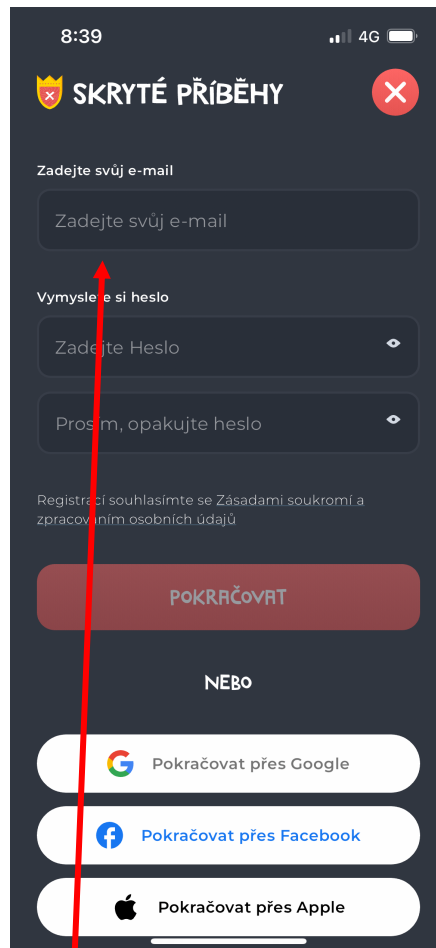 8:39
4G
SKRYTÉ PŘÍBĚHY
Zadejte svůj e-mail
Zadejte svůj e-mail
Vymyslete si heslo
Zadejte Heslo
Prosím, opakujte heslo
Registrací souhlasímte se Zásadami soukromí a
zpracováním osobních údajů
POKRAČOVAT
NEBO
Pokračovat přes Google
Pokračovat přes Facebook
Pokračovat přes Apple